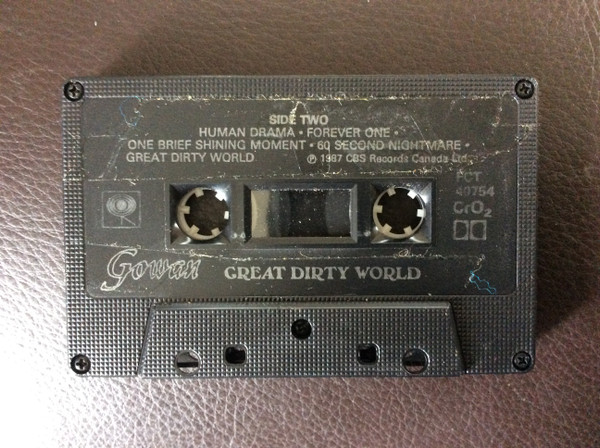 SIDE TWO
HUMAN DRAMA • FOREVER ONE •
ONE BRIEF SHINING MOMENT • 60 SECOND NIGHTMARE •
GREAT DIRTY WORLD ℗ 1987 CBS Records Canada Ltd.
FCT
40754
CrO₂
Gowan GREAT DIRTY WORLD